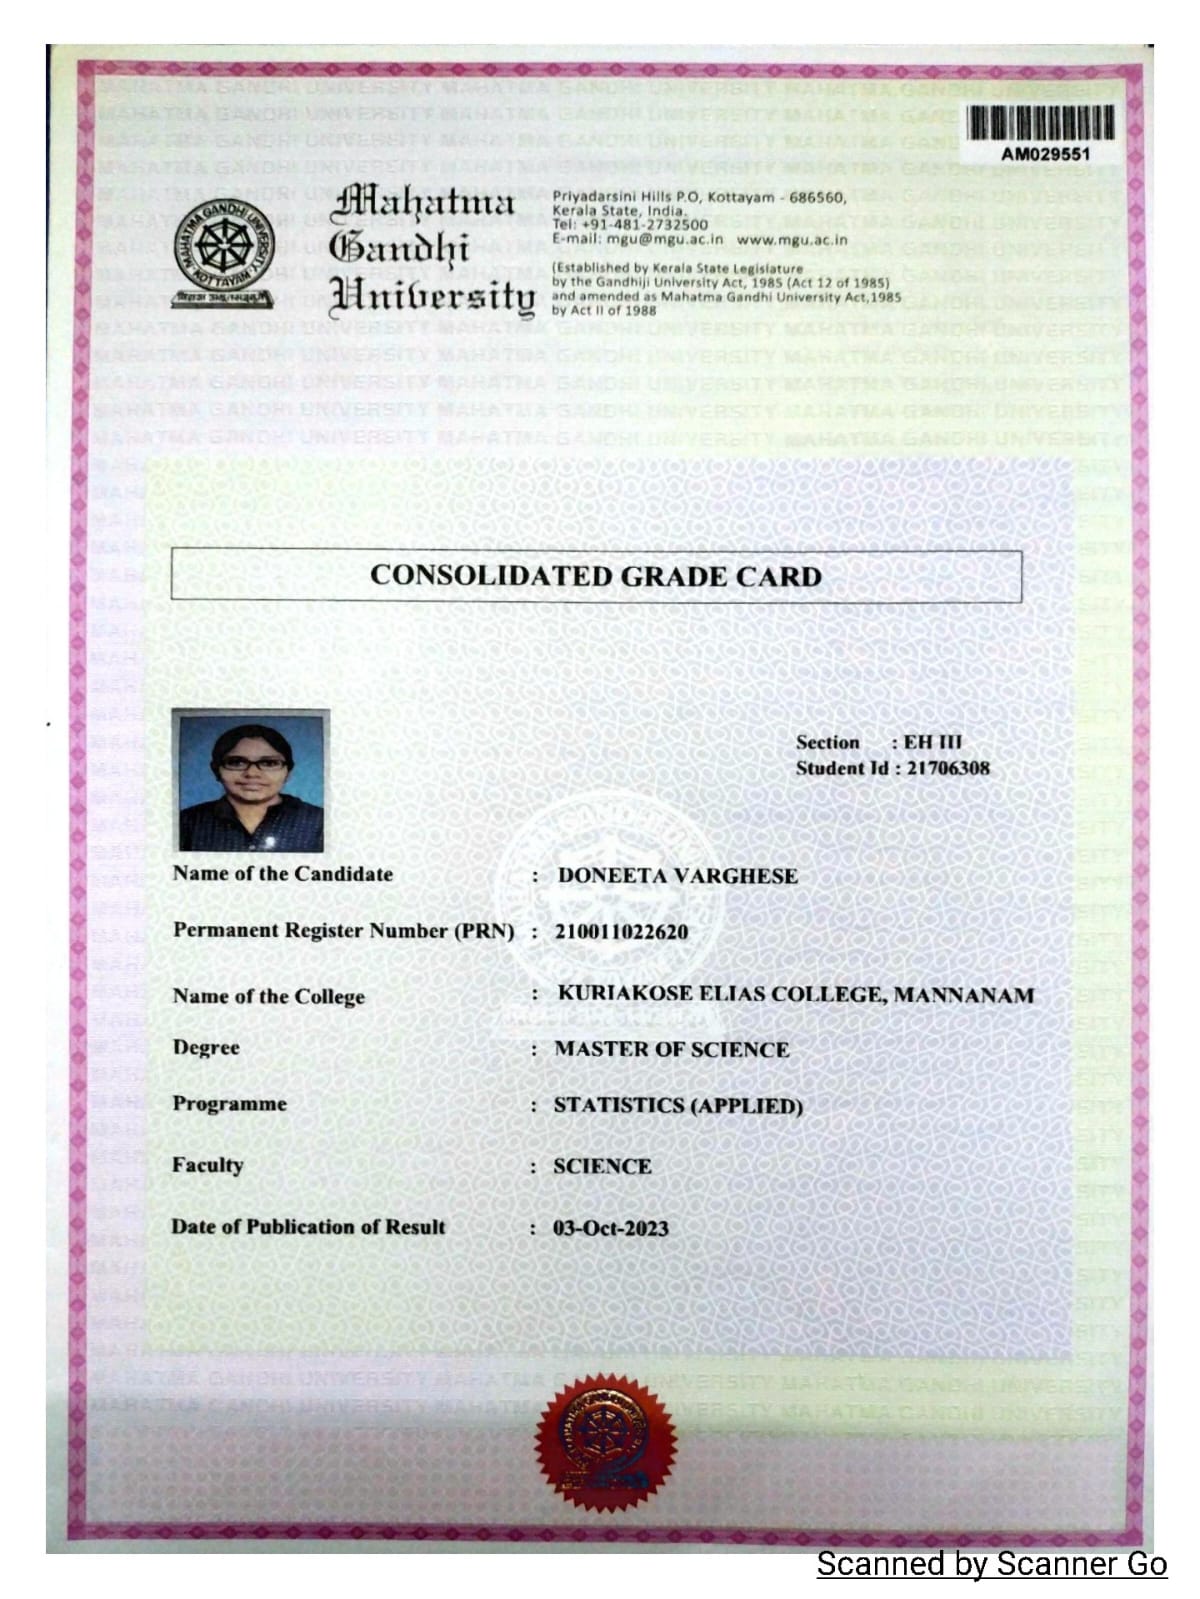 AM029551
MAHATMA GANDHI UNIVERSITY
KOTTAYAM
Mahatma
Gandhi
University
Priyadarsini Hills P.O, Kottayam - 686560,
Kerala State, India.
Tel: +91-481-2732500
E-mail: mgu@mgu.ac.in www.mgu.ac.in
(Established by Kerala State Legislature
by the Gandhiji University Act, 1985 (Act 12 of 1985)
and amended as Mahatma Gandhi University Act,1985
by Act II of 1988
CONSOLIDATED GRADE CARD
Section : EH III
Student Id : 21706308
Name of the Candidate : DONEETA VARGHESE
Permanent Register Number (PRN) : 210011022620
Name of the College : KURIAKOSE ELIAS COLLEGE, MANNANAM
Degree : MASTER OF SCIENCE
Programme : STATISTICS (APPLIED)
Faculty : SCIENCE
Date of Publication of Result : 03-Oct-2023
Scanned by Scanner Go